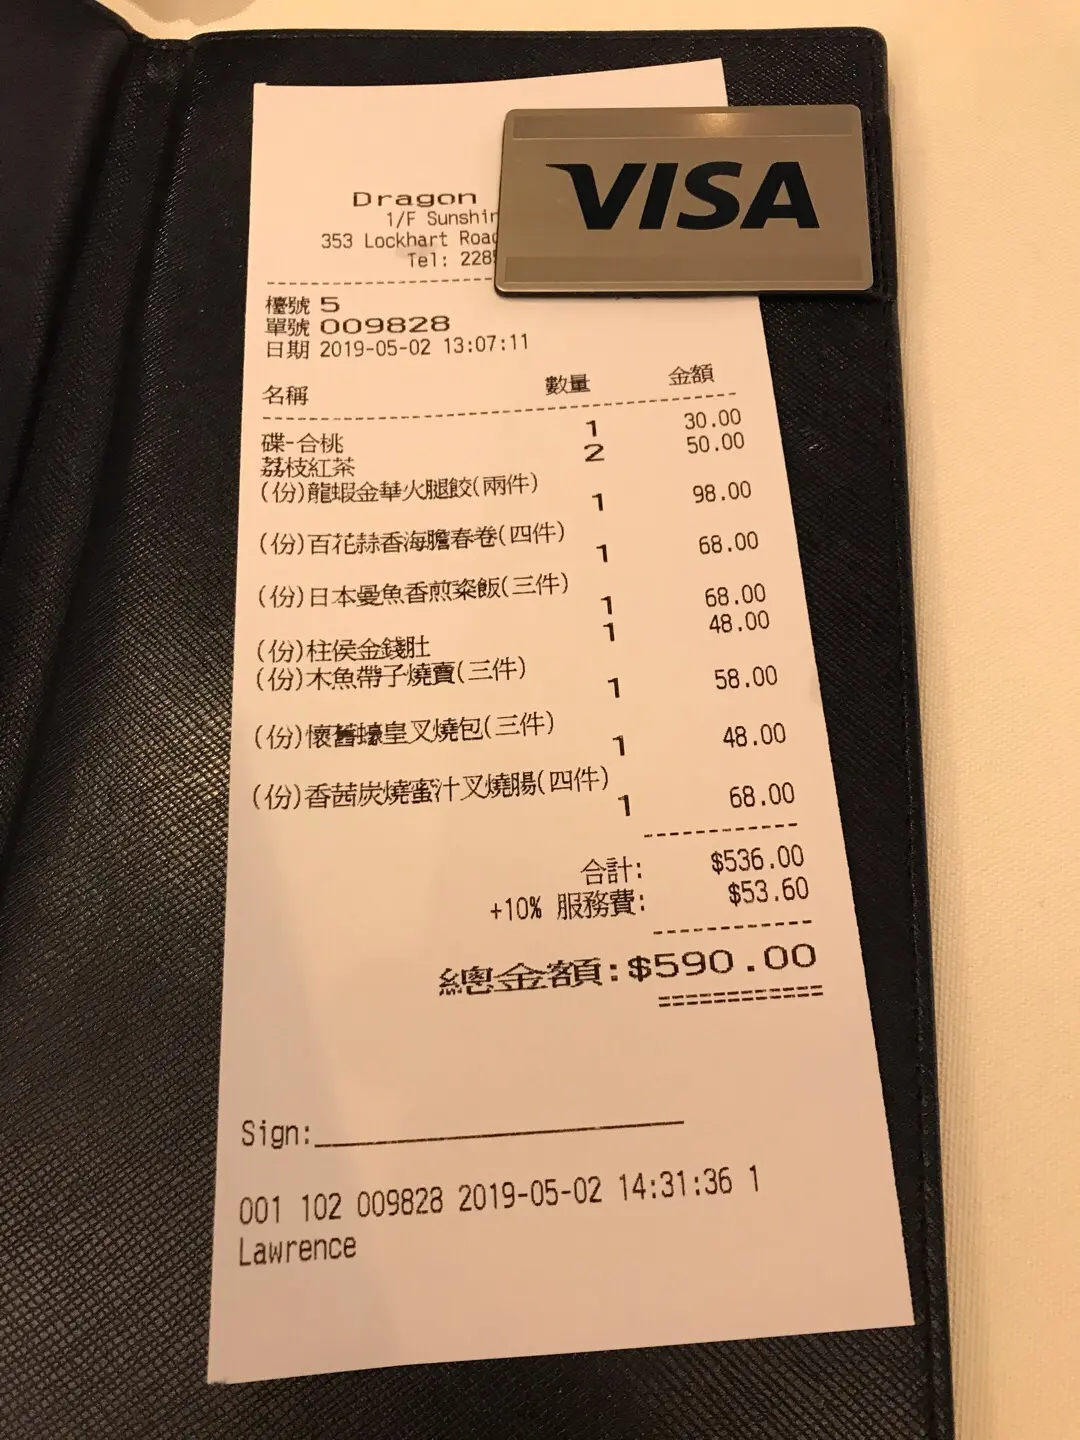 VISA
Dragon
1/F Sunshin
353 Lockhart Road
Tel: 2285
檯號 5
單號 009828
日期 2019-05-02 13:07:11
名稱 數量 金額
碟-合桃 1 30.00
荔枝紅茶 2 50.00
(份)龍蝦金華火腿餃(兩件)
1 98.00
(份)百花蒜香海膽春卷(四件)
1 68.00
(份)日本曼魚香煎粢飯(三件)
1 68.00
(份)柱侯金錢肚 1 48.00
(份)木魚帶子燒賣(三件)
1 58.00
(份)懷舊蠔皇叉燒包(三件)
1 48.00
(份)香茜炭燒蜜汁叉燒腸(四件)
1 68.00
合計: $536.00
+10% 服務費: $53.60
總金額:$590.00
Sign:
001 102 009828 2019-05-02 14:31:36 1
Lawrence